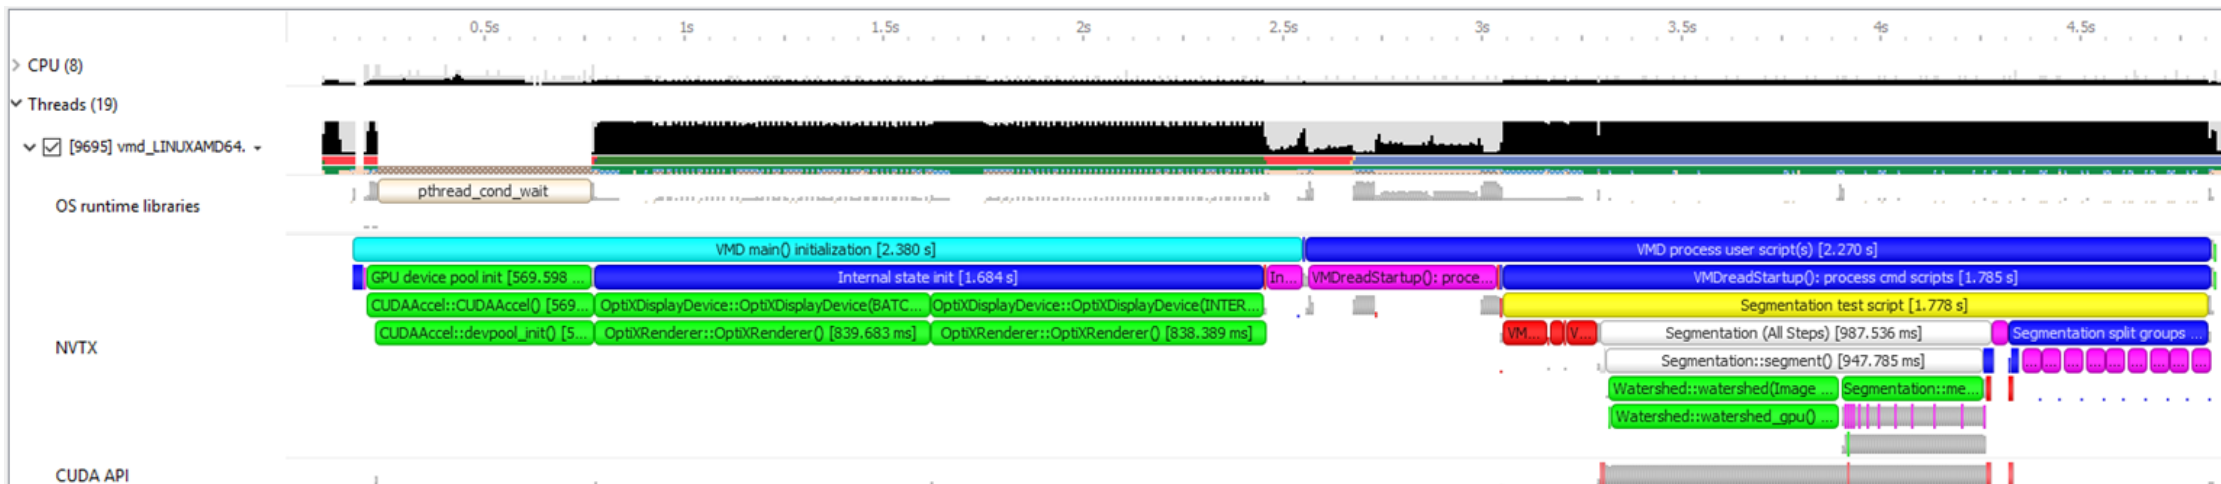 0.5s 1s 1.5s 2s 2.5s 3s 3.5s 4s 4.5s
CPU (8)
Threads (19)
[9695] vmd_LINUXAMD64.
pthread_cond_wait
OS runtime libraries
VMD main() initialization [2.380 s] VMD process user script(s) [2.270 s]
GPU device pool init [569.598 ... Internal state init [1.684 s] In... VMDreadStartup(): proce... VMDreadStartup(): process cmd scripts [1.785 s]
CUDAAccel::CUDAAccel() [569... OptiXDisplayDevice::OptiXDisplayDevice(BATC... OptiXDisplayDevice::OptiXDisplayDevice(INTER... Segmentation test script [1.778 s]
CUDAAccel::devpool_init() [5... OptiXRenderer::OptiXRenderer() [839.683 ms] OptiXRenderer::OptiXRenderer() [838.389 ms] VM... V... Segmentation (All Steps) [987.536 ms] Segmentation split groups ...
NVTX
Segmentation::segment() [947.785 ms] ... ... ... ... ... ... ... ... ...
Watershed::watershed(Image ... Segmentation::me...
Watershed::watershed_gpu() ...
CUDA API